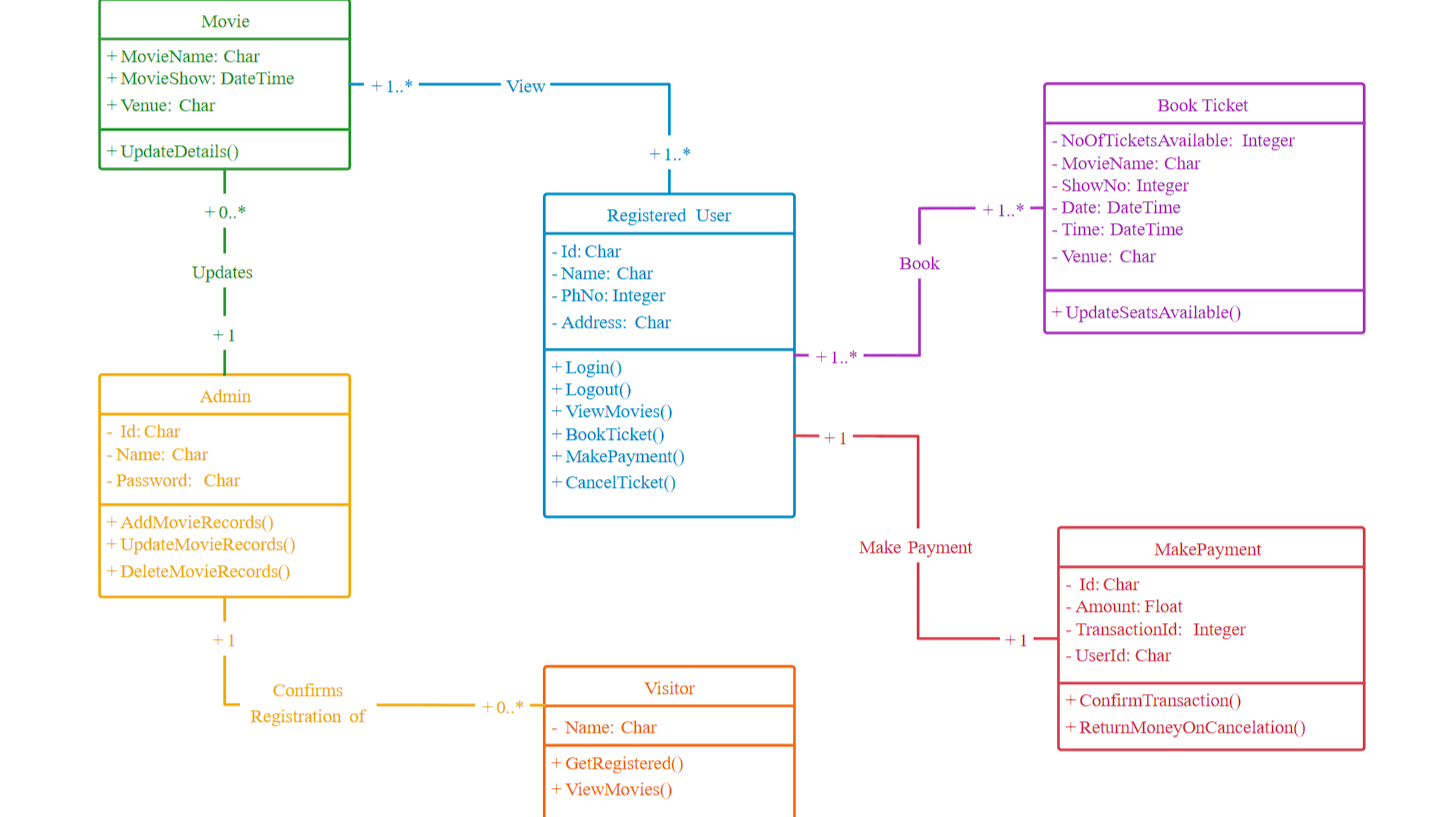 Movie
+ MovieName: Char
+ MovieShow: DateTime
+ Venue: Char
+ UpdateDetails()
+ 1..*
View
+ 1..*
+ 0..*
Updates
+ 1
Admin
- Id: Char
- Name: Char
- Password: Char
+ AddMovieRecords()
+ UpdateMovieRecords()
+ DeleteMovieRecords()
+ 1
Confirms
Registration of
+ 0..*
Registered User
- Id: Char
- Name: Char
- PhNo: Integer
- Address: Char
+ Login()
+ Logout()
+ ViewMovies()
+ BookTicket()
+ MakePayment()
+ CancelTicket()
+ 1..*
Book
+ 1..*
Book Ticket
- NoOfTicketsAvailable: Integer
- MovieName: Char
- ShowNo: Integer
- Date: DateTime
- Time: DateTime
- Venue: Char
+ UpdateSeatsAvailable()
+ 1
Make Payment
+ 1
MakePayment
- Id: Char
- Amount: Float
- TransactionId: Integer
- UserId: Char
+ ConfirmTransaction()
+ ReturnMoneyOnCancelation()
Visitor
- Name: Char
+ GetRegistered()
+ ViewMovies()